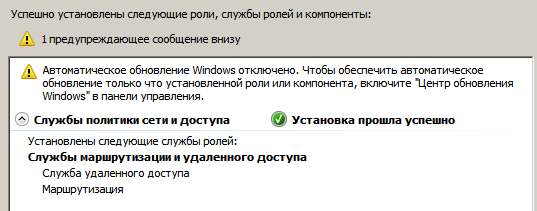 Успешно установлены следующие роли, службы ролей и компоненты:
1 предупреждающее сообщение внизу
Автоматическое обновление Windows отключено. Чтобы обеспечить автоматическое
обновление только что установленной роли или компонента, включите "Центр обновления
Windows" в панели управления.
Службы политики сети и доступа Установка прошла успешно
Установлены следующие службы ролей:
Службы маршрутизации и удаленного доступа
Служба удаленного доступа
Маршрутизация